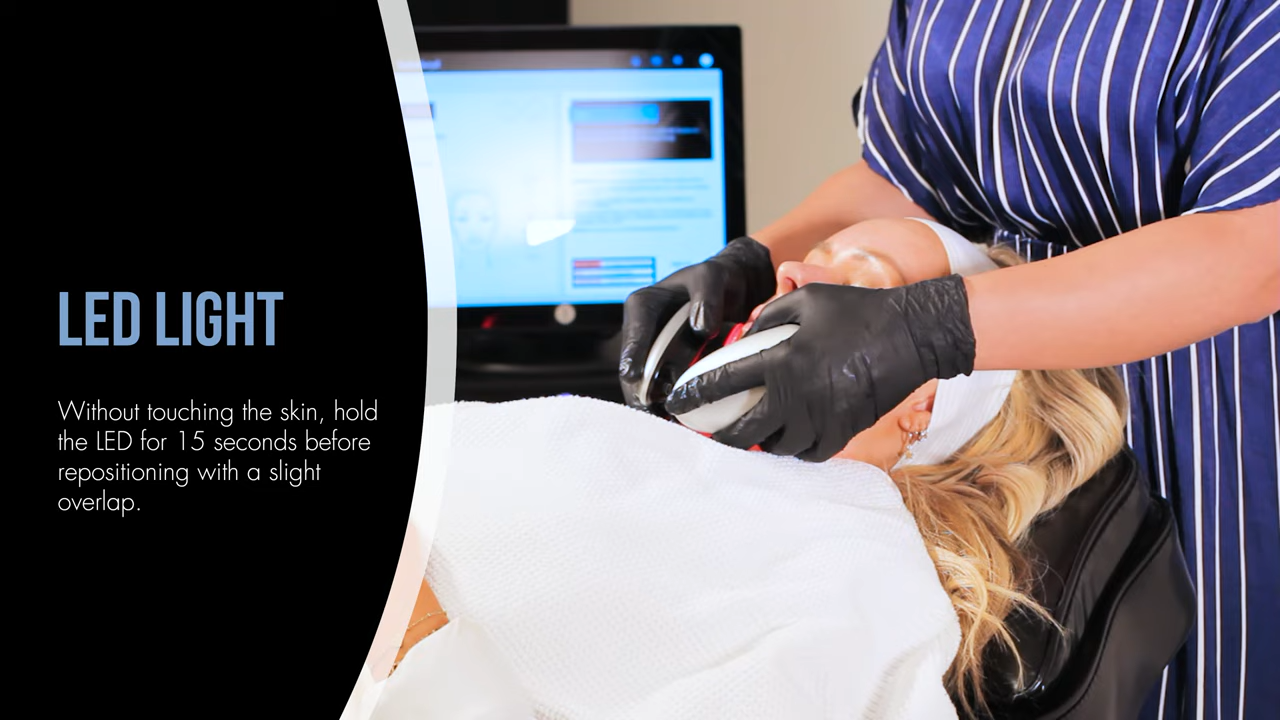 LED LIGHT
Without touching the skin, hold
the LED for 15 seconds before
repositioning with a slight
overlap.